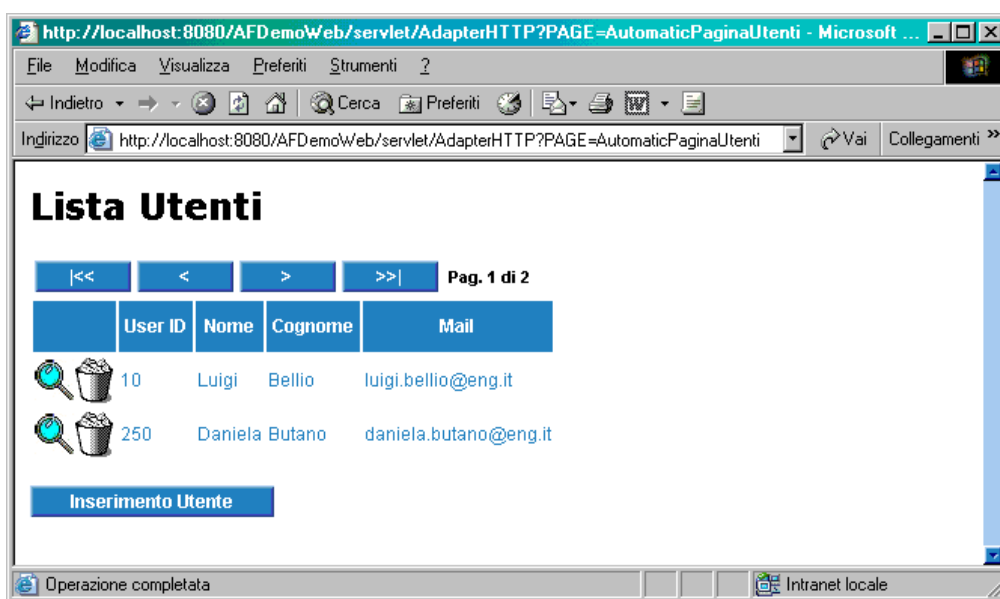 http://localhost:8080/AFDemoWeb/servlet/AdapterHTTP?PAGE=AutomaticPaginaUtenti - Microsoft ...
File Modifica Visualizza Preferiti Strumenti ?
Indietro Cerca Preferiti
Indirizzo http://localhost:8080/AFDemoWeb/servlet/AdapterHTTP?PAGE=AutomaticPaginaUtenti Vai Collegamenti »
Lista Utenti
|<< < > >>| Pag. 1 di 2
User ID Nome Cognome Mail
10 Luigi Bellio luigi.bellio@eng.it
250 Daniela Butano daniela.butano@eng.it
Inserimento Utente
Operazione completata Intranet locale